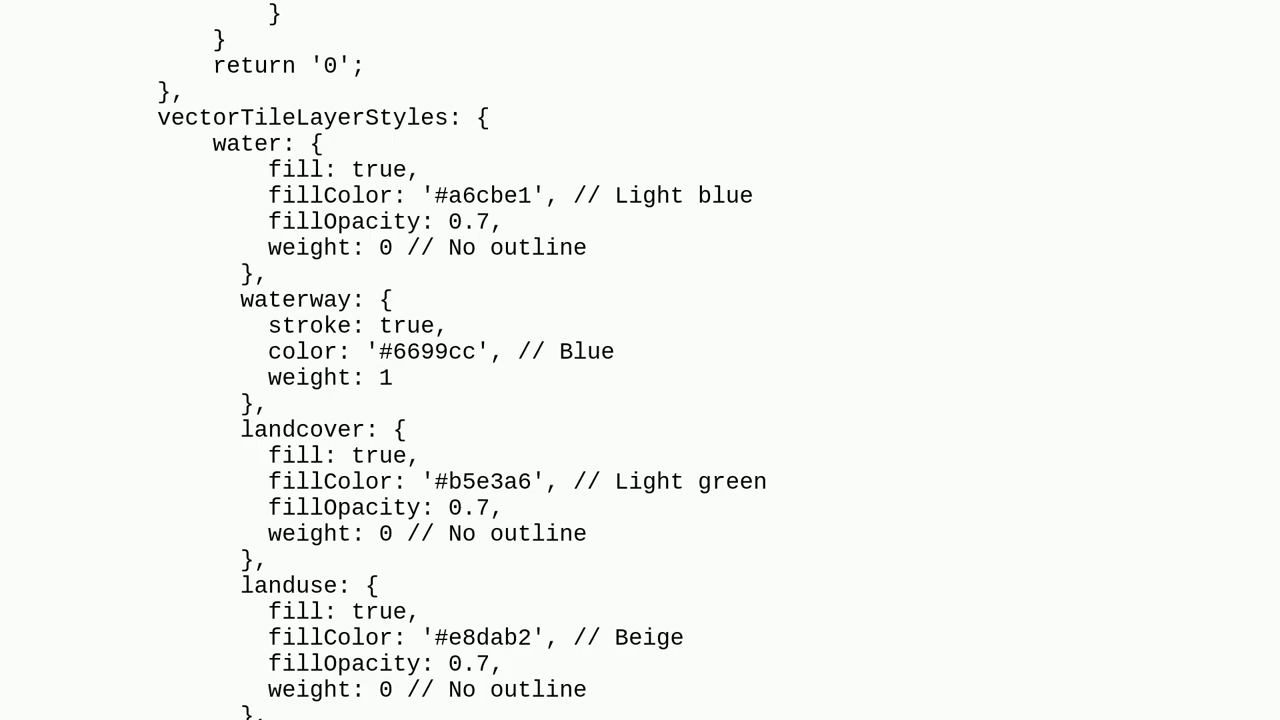 }
                }
                return '0';
            },
            vectorTileLayerStyles: {
                water: {
                    fill: true,
                    fillColor: '#a6cbe1', // Light blue
                    fillOpacity: 0.7,
                    weight: 0 // No outline
                  },
                  waterway: {
                    stroke: true,
                    color: '#6699cc', // Blue
                    weight: 1
                  },
                  landcover: {
                    fill: true,
                    fillColor: '#b5e3a6', // Light green
                    fillOpacity: 0.7,
                    weight: 0 // No outline
                  },
                  landuse: {
                    fill: true,
                    fillColor: '#e8dab2', // Beige
                    fillOpacity: 0.7,
                    weight: 0 // No outline
                  },